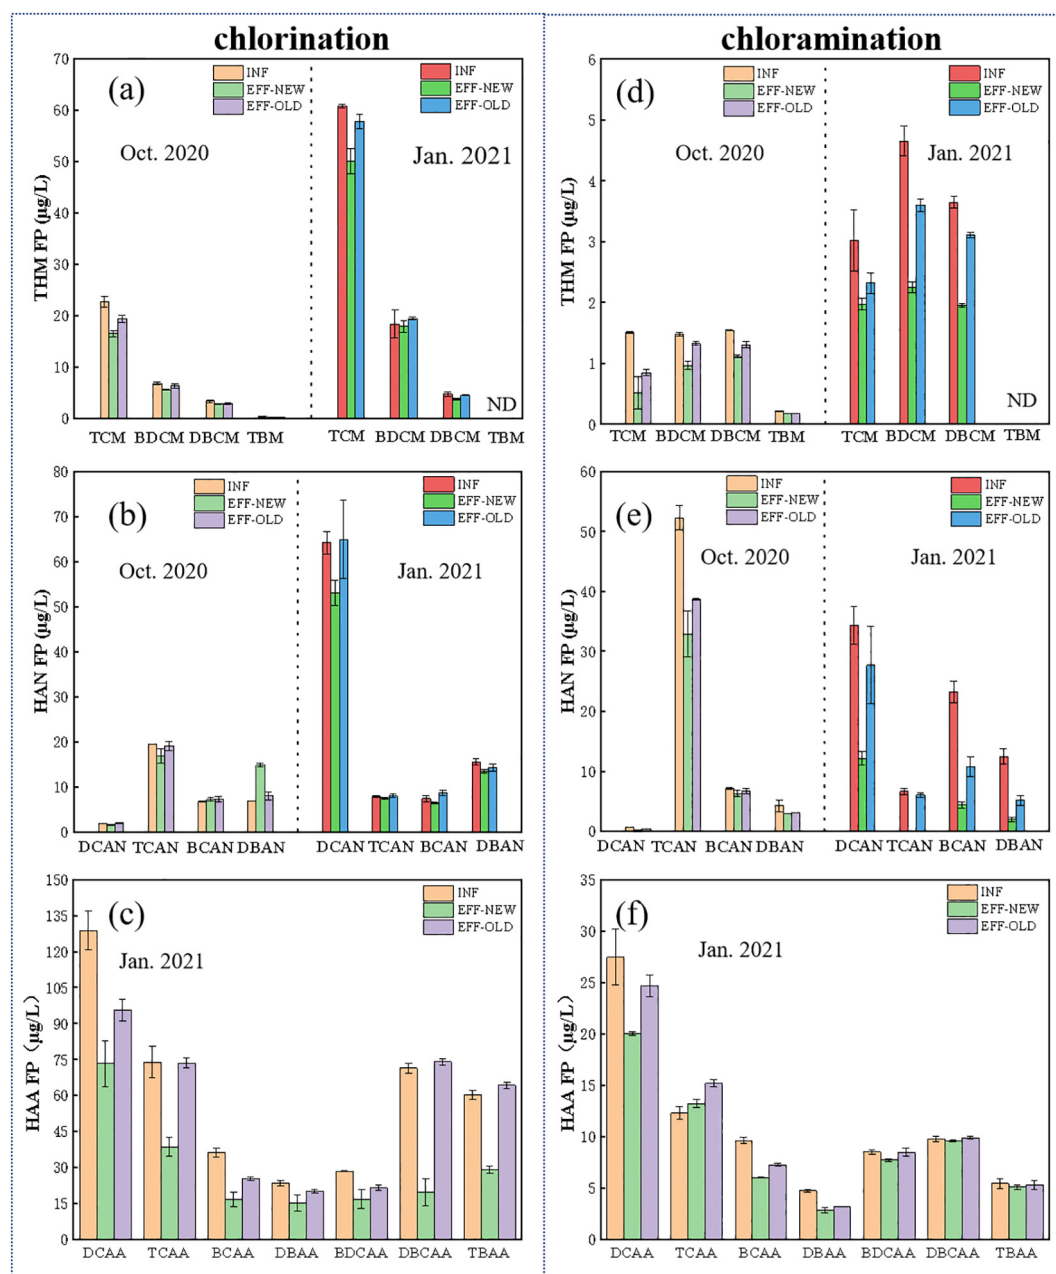 chlorination
chloramination
(a)
INF
EFF-NEW
EFF-OLD
INF
EFF-NEW
EFF-OLD
Oct. 2020
Jan. 2021
THM FP (µg/L)
70
60
50
40
30
20
10
0
ND
TCM BDCM DBCM TBM
TCM BDCM DBCM TBM
(d)
INF
EFF-NEW
EFF-OLD
INF
EFF-NEW
EFF-OLD
Oct. 2020
Jan. 2021
THM FP (µg/L)
6
5
4
3
2
1
0
ND
TCM BDCM DBCM TBM
TCM BDCM DBCM TBM
(b)
INF
EFF-NEW
EFF-OLD
INF
EFF-NEW
EFF-OLD
Oct. 2020
Jan. 2021
HAN FP (µg/L)
80
70
60
50
40
30
20
10
0
DCAN TCAN BCAN DBAN
DCAN TCAN BCAN DBAN
(e)
INF
EFF-NEW
EFF-OLD
INF
EFF-NEW
EFF-OLD
Oct. 2020
Jan. 2021
HAN FP (µg/L)
60
50
40
30
20
10
0
DCAN TCAN BCAN DBAN
DCAN TCAN BCAN DBAN
(c)
INF
EFF-NEW
EFF-OLD
Jan. 2021
HAA FP（µg/L）
150
135
120
105
90
75
60
45
30
15
0
DCAA TCAA BCAA DBAA BDCAA DBCAA TBAA
(f)
INF
EFF-NEW
EFF-OLD
Jan. 2021
HAA FP（µg/L）
35
30
25
20
15
10
5
0
DCAA TCAA BCAA DBAA BDCAA DBCAA TBAA